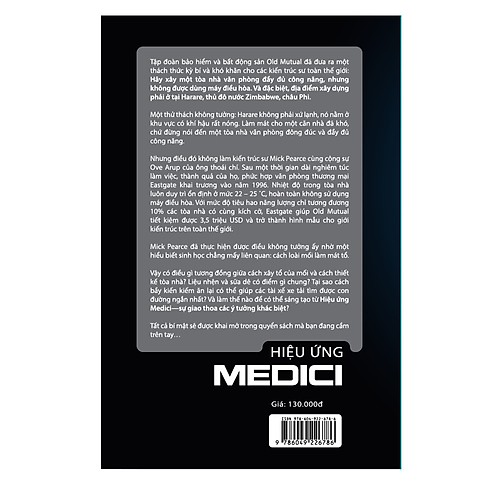 Tập đoàn bảo hiểm và bất động sản Old Mutual đã đưa ra một
thách thức kỳ bí và khó khăn cho các kiến trúc sư toàn thế giới:
Hãy xây một tòa nhà văn phòng đầy đủ công năng, nhưng
không được dùng máy điều hòa. Và đặc biệt, địa điểm xây dựng
phải ở tại Harare, thủ đô nước Zimbabwe, châu Phi.
Một thử thách không tưởng: Harare không phải xứ lạnh, nó nằm ở
khu vực có khí hậu rất nóng. Làm mát cho một căn nhà đã khó,
chứ đừng nói đến một tòa nhà văn phòng đông đúc và đầy đủ
công năng.
Nhưng điều đó không làm kiến trúc sư Mick Pearce cùng cộng sự
Ove Arup của ông thoái chí. Sau một thời gian dài nghiêm túc
làm việc, thành quả của họ, phức hợp văn phòng thương mại
Eastgate khai trương vào năm 1996. Nhiệt độ trong tòa nhà
luôn duy trì ổn định ở mức 22 – 25 ˚C, hoàn toàn không sử dụng
máy điều hòa. Với mức độ tiêu hao năng lượng chỉ tương đương
10% các tòa nhà có cùng kích cỡ, Eastgate giúp Old Mutual
tiết kiệm được 3,5 triệu USD và trở thành hình mẫu cho giới
kiến trúc trên toàn thế giới.
Mick Pearce đã thực hiện được điều không tưởng ấy nhờ một
hiểu biết sinh học chẳng mấy liên quan: cách loài mối làm mát tổ.
Vậy có điều gì tương đồng giữa cách xây tổ của mối và cách thiết
kế tòa nhà? Liệu nhện và sữa dê có điểm gì chung? Tại sao cách
bầy kiến kiếm ăn lại có thể giúp các tài xế xe tải tìm được con
đường ngắn nhất? Và làm thế nào để có thể sáng tạo từ Hiệu ứng
Medici—sự giao thoa các ý tưởng khác biệt?
Tất cả bí mật sẽ được khai mở trong quyển sách mà bạn đang cầm
trên tay…
HIỆU ỨNG
MEDICI
Giá: 130.000đ
ISBN 978-604-922-678-6
9 786049 226786